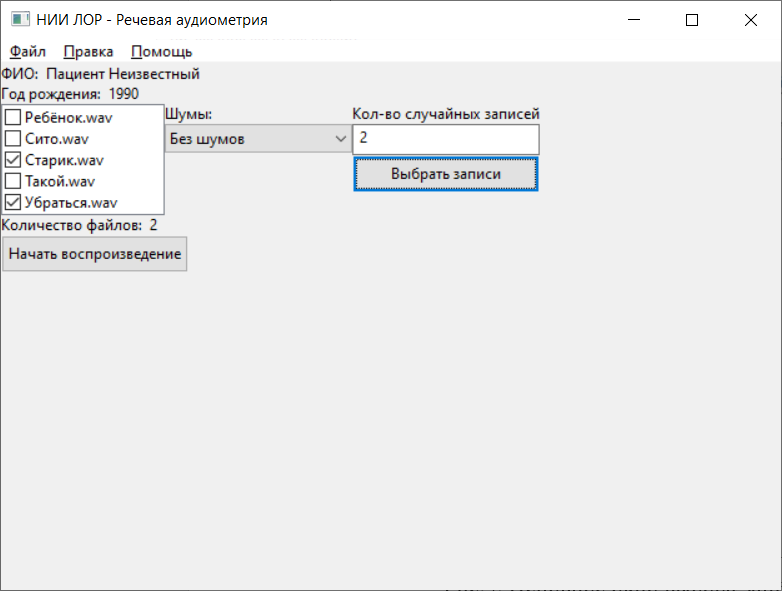 НИИ ЛОР - Речевая аудиометрия
Файл Правка Помощь
ФИО: Пациент Неизвестный
Год рождения: 1990
Ребёнок.wav
Сито.wav
Старик.wav
Такой.wav
Убраться.wav
Шумы:
Без шумов
Кол-во случайных записей
2
Выбрать записи
Количество файлов: 2
Начать воспроизведение